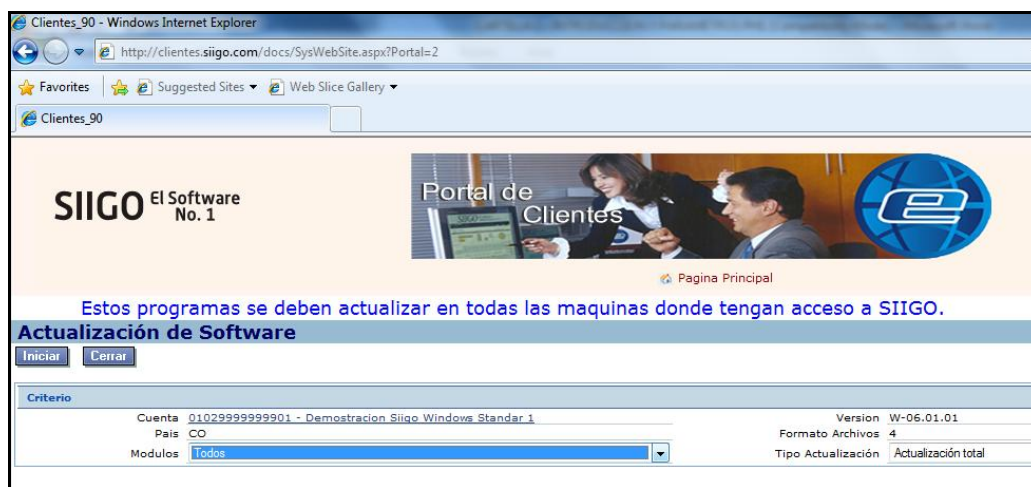 Clientes_90 - Windows Internet Explorer
http://clientes.siigo.com/docs/SysWebSite.aspx?Portal=2
Favorites Suggested Sites Web Slice Gallery
Clientes_90
SIIGO El Software No. 1
Portal de
Clientes
Pagina Principal
Estos programas se deben actualizar en todas las maquinas donde tengan acceso a SIIGO.
Actualización de Software
Iniciar Cerrar
Criterio
Cuenta 01029999999901 - Demostracion Siigo Windows Standar 1 Version W-06.01.01
Pais CO Formato Archivos 4
Modulos Todos Tipo Actualización Actualización total